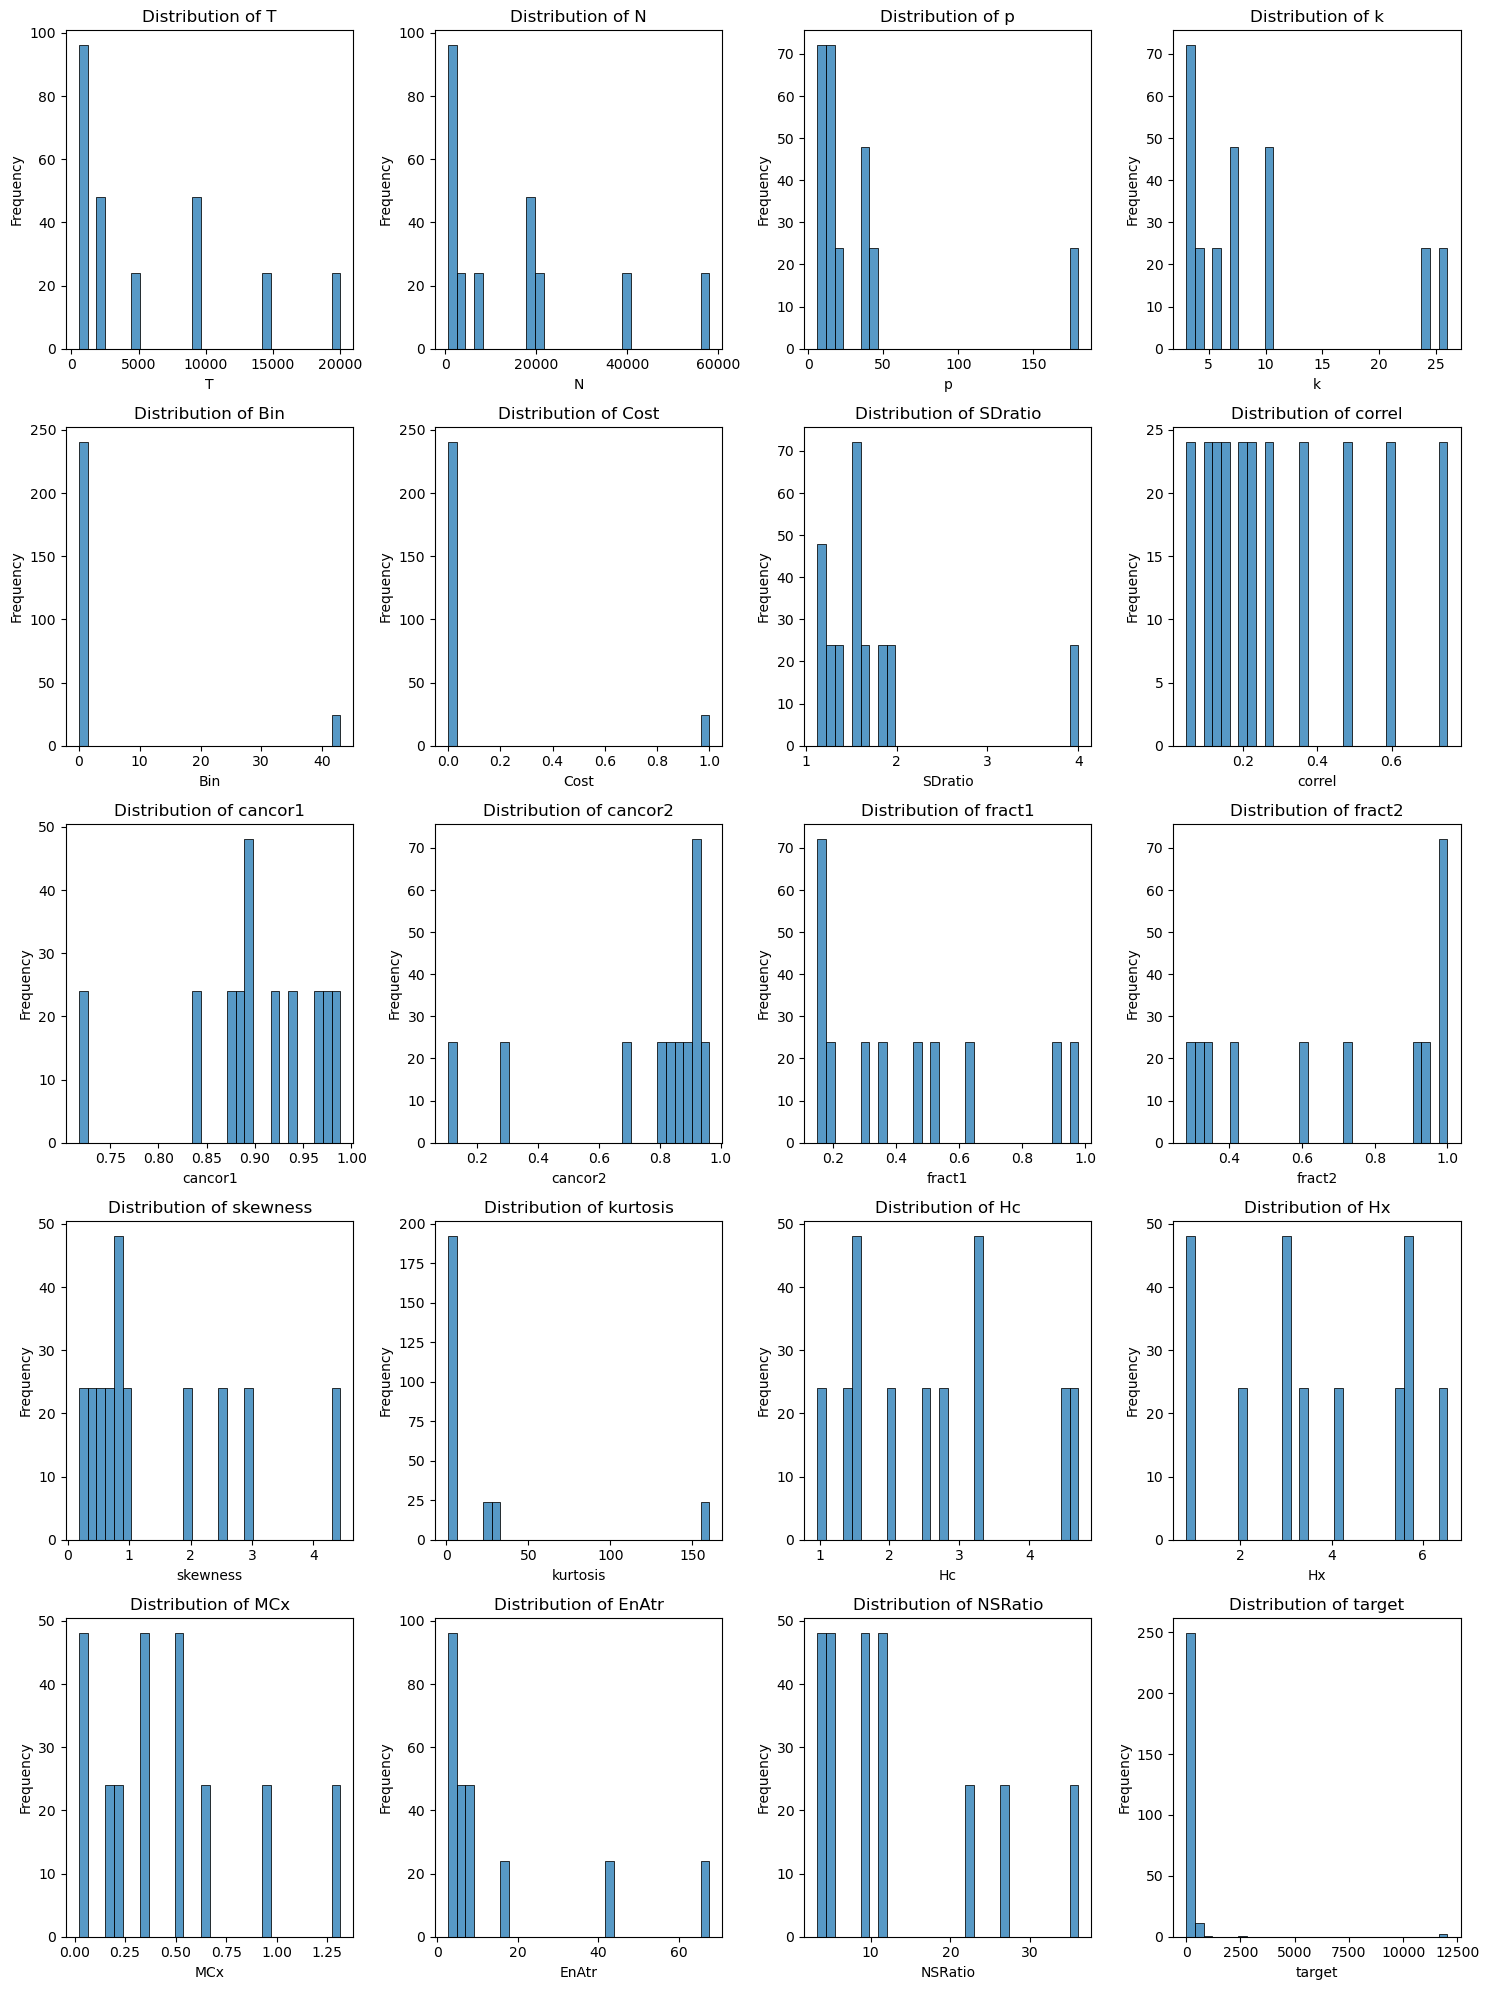 Distribution of T
Distribution of N
Distribution of p
Distribution of k
100
80
60
40
20
0
Frequency
0 5000 10000 15000 20000
T
100
80
60
40
20
0
Frequency
0 20000 40000 60000
N
70
60
50
40
30
20
10
0
Frequency
0 50 100 150
p
70
60
50
40
30
20
10
0
Frequency
5 10 15 20 25
k
Distribution of Bin
Distribution of Cost
Distribution of SDratio
Distribution of correl
250
200
150
100
50
0
Frequency
0 10 20 30 40
Bin
250
200
150
100
50
0
Frequency
0.0 0.2 0.4 0.6 0.8 1.0
Cost
70
60
50
40
30
20
10
0
Frequency
1 2 3 4
SDratio
25
20
15
10
5
0
Frequency
0.2 0.4 0.6
correl
Distribution of cancor1
Distribution of cancor2
Distribution of fract1
Distribution of fract2
50
40
30
20
10
0
Frequency
0.75 0.80 0.85 0.90 0.95 1.00
cancor1
70
60
50
40
30
20
10
0
Frequency
0.2 0.4 0.6 0.8 1.0
cancor2
70
60
50
40
30
20
10
0
Frequency
0.2 0.4 0.6 0.8 1.0
fract1
70
60
50
40
30
20
10
0
Frequency
0.4 0.6 0.8 1.0
fract2
Distribution of skewness
Distribution of kurtosis
Distribution of Hc
Distribution of Hx
50
40
30
20
10
0
Frequency
0 1 2 3 4
skewness
200
175
150
125
100
75
50
25
0
Frequency
0 50 100 150
kurtosis
50
40
30
20
10
0
Frequency
1 2 3 4
Hc
50
40
30
20
10
0
Frequency
2 4 6
Hx
Distribution of MCx
Distribution of EnAtr
Distribution of NSRatio
Distribution of target
50
40
30
20
10
0
Frequency
0.00 0.25 0.50 0.75 1.00 1.25
MCx
100
80
60
40
20
0
Frequency
0 20 40 60
EnAtr
50
40
30
20
10
0
Frequency
10 20 30
NSRatio
250
200
150
100
50
0
Frequency
0 2500 5000 7500 10000 12500
target